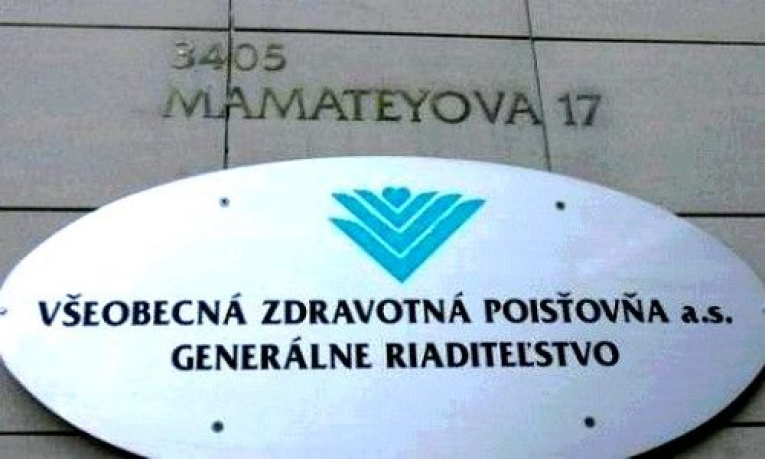 3405
MAMATEYOVA 17
VŠEOBECNÁ ZDRAVOTNÁ POISŤOVŇA a.s.
GENERÁLNE RIADITEĽSTVO